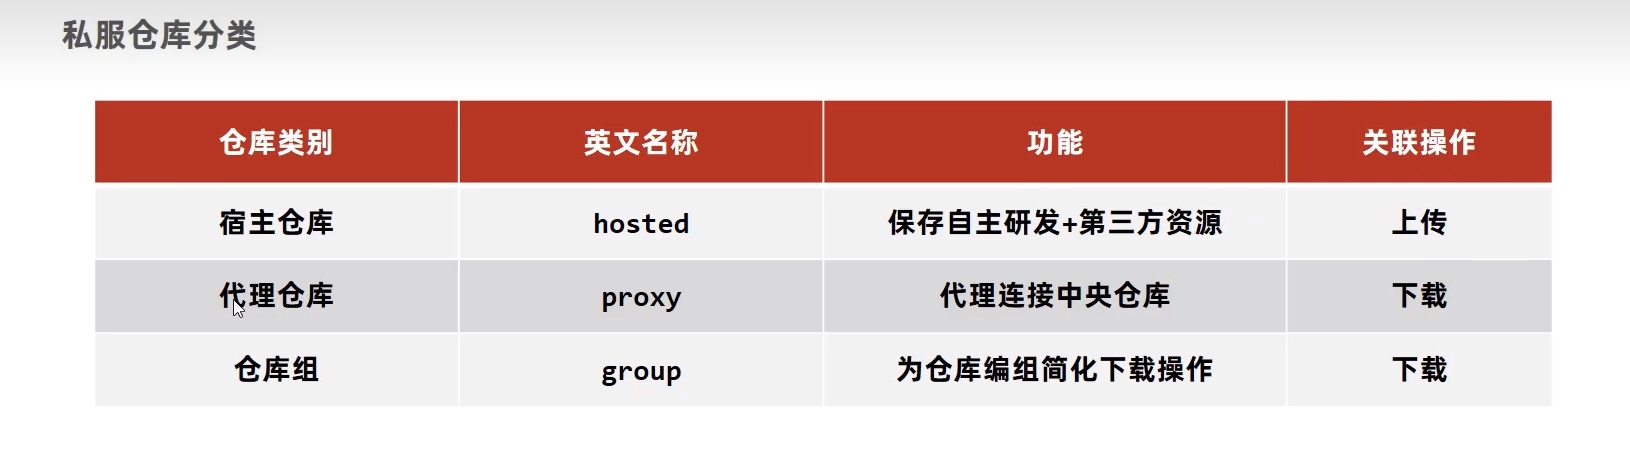 私服仓库分类
仓库类别 英文名称 功能 关联操作
宿主仓库 hosted 保存自主研发+第三方资源 上传
代理仓库 proxy 代理连接中央仓库 下载
仓库组 group 为仓库编组简化下载操作 下载